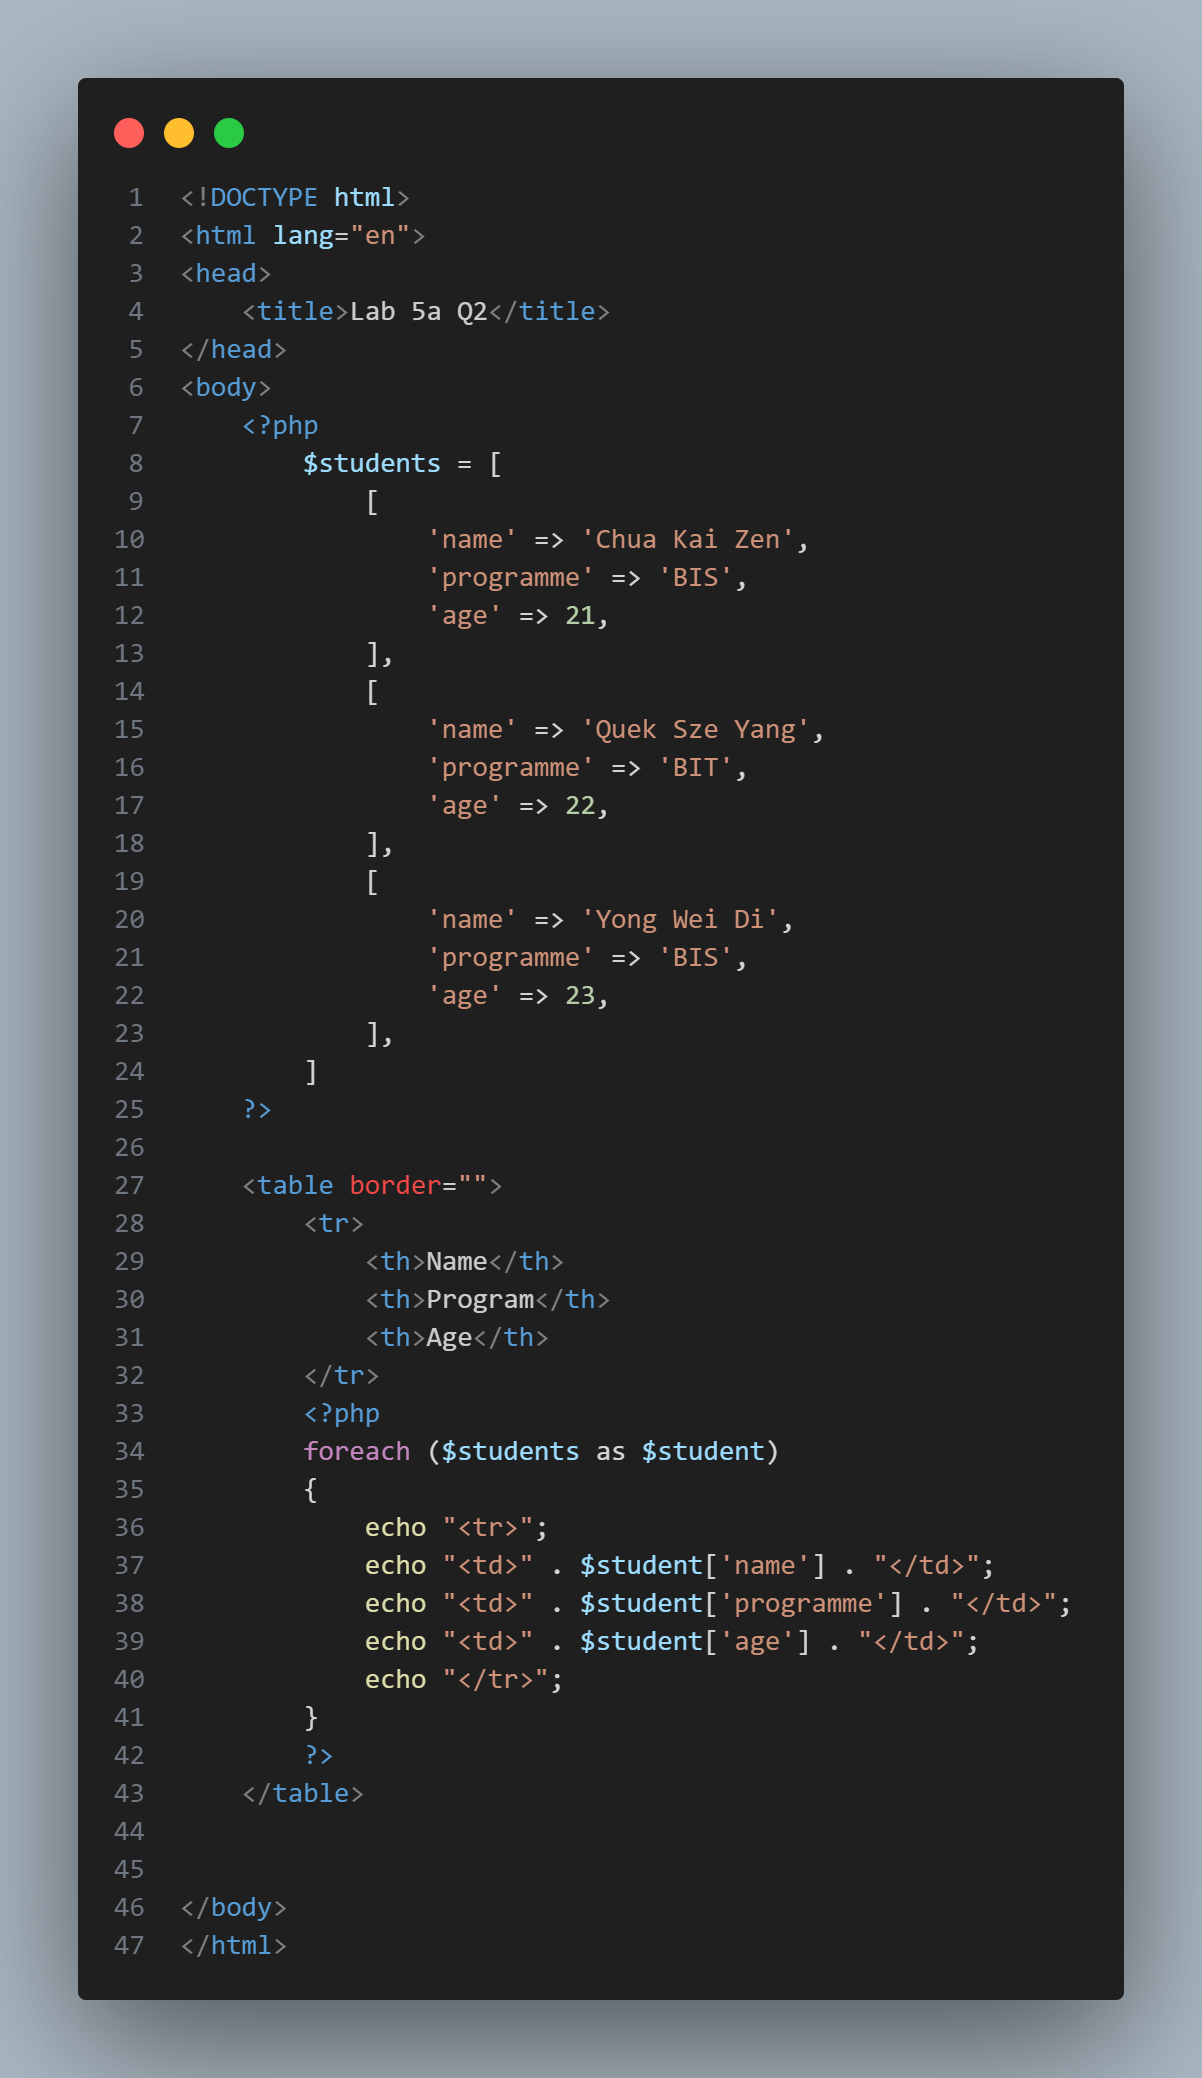 1 <!DOCTYPE html>
2 <html lang="en">
3 <head>
4     <title>Lab 5a Q2</title>
5 </head>
6 <body>
7     <?php
8         $students = [
9             [
10                 'name' => 'Chua Kai Zen',
11                 'programme' => 'BIS',
12                 'age' => 21,
13             ],
14             [
15                 'name' => 'Quek Sze Yang',
16                 'programme' => 'BIT',
17                 'age' => 22,
18             ],
19             [
20                 'name' => 'Yong Wei Di',
21                 'programme' => 'BIS',
22                 'age' => 23,
23             ],
24         ]
25     ?>
26
27     <table border="">
28         <tr>
29             <th>Name</th>
30             <th>Program</th>
31             <th>Age</th>
32         </tr>
33         <?php
34         foreach ($students as $student)
35         {
36             echo "<tr>";
37             echo "<td>" . $student['name'] . "</td>";
38             echo "<td>" . $student['programme'] . "</td>";
39             echo "<td>" . $student['age'] . "</td>";
40             echo "</tr>";
41         }
42         ?>
43     </table>
44
45
46 </body>
47 </html>